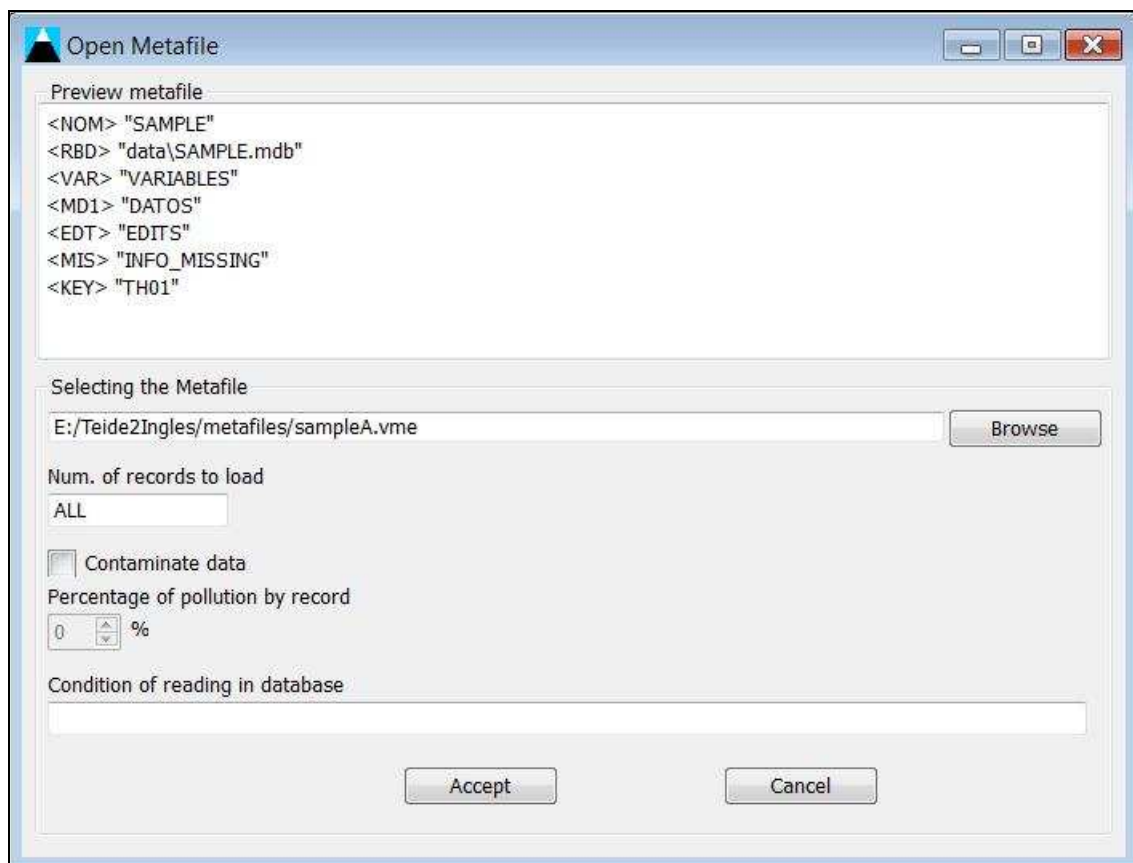 Open Metafile
Preview metafile
<NOM> "SAMPLE"
<RBD> "data\SAMPLE.mdb"
<VAR> "VARIABLES"
<MD1> "DATOS"
<EDT> "EDITS"
<MIS> "INFO_MISSING"
<KEY> "TH01"
Selecting the Metafile
E:/Teide2Ingles/metafiles/sampleA.vme Browse
Num. of records to load
ALL
Contaminate data
Percentage of pollution by record
0 %
Condition of reading in database
Accept Cancel